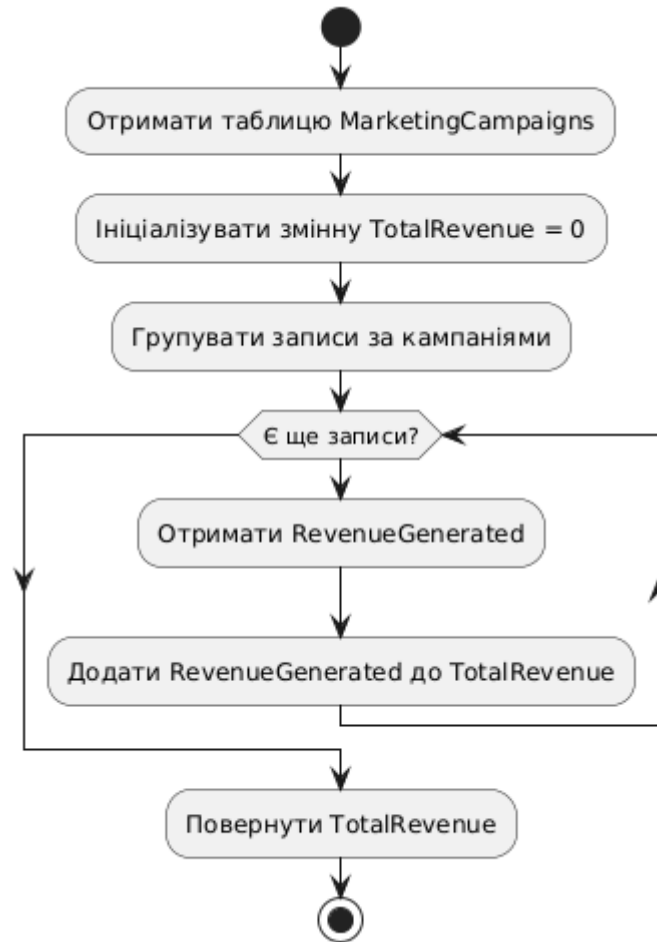 Отримати таблицю MarketingCampaigns
Ініціалізувати змінну TotalRevenue = 0
Групувати записи за кампаніями
Є ще записи?
Отримати RevenueGenerated
Додати RevenueGenerated до TotalRevenue
Повернути TotalRevenue